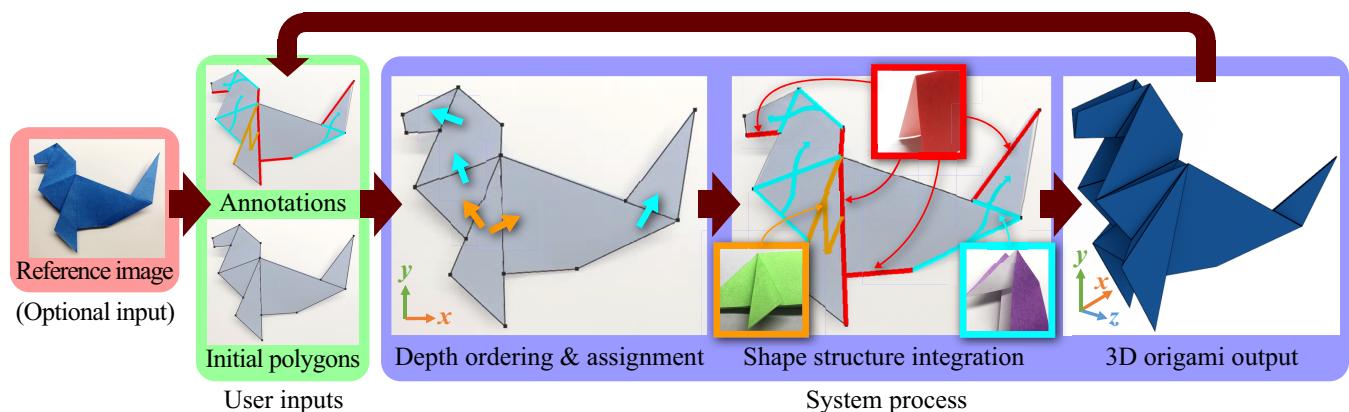 Reference image
(Optional input)
Annotations
Initial polygons
User inputs
y
x
Depth ordering & assignment
Shape structure integration
y
x
z
3D origami output
System process